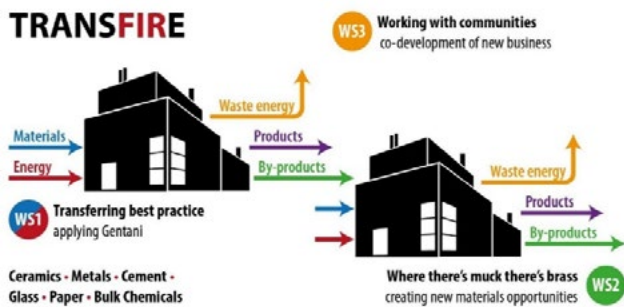 TRANSFIRE
WS3 Working with communities
co-development of new business
Waste energy
Materials
Products
Energy
By-products
Waste energy
Products
By-products
WS1 Transferring best practice
applying Gentani
Ceramics • Metals • Cement •
Glass • Paper • Bulk Chemicals
Where there's muck there's brass
creating new materials opportunities
WS2